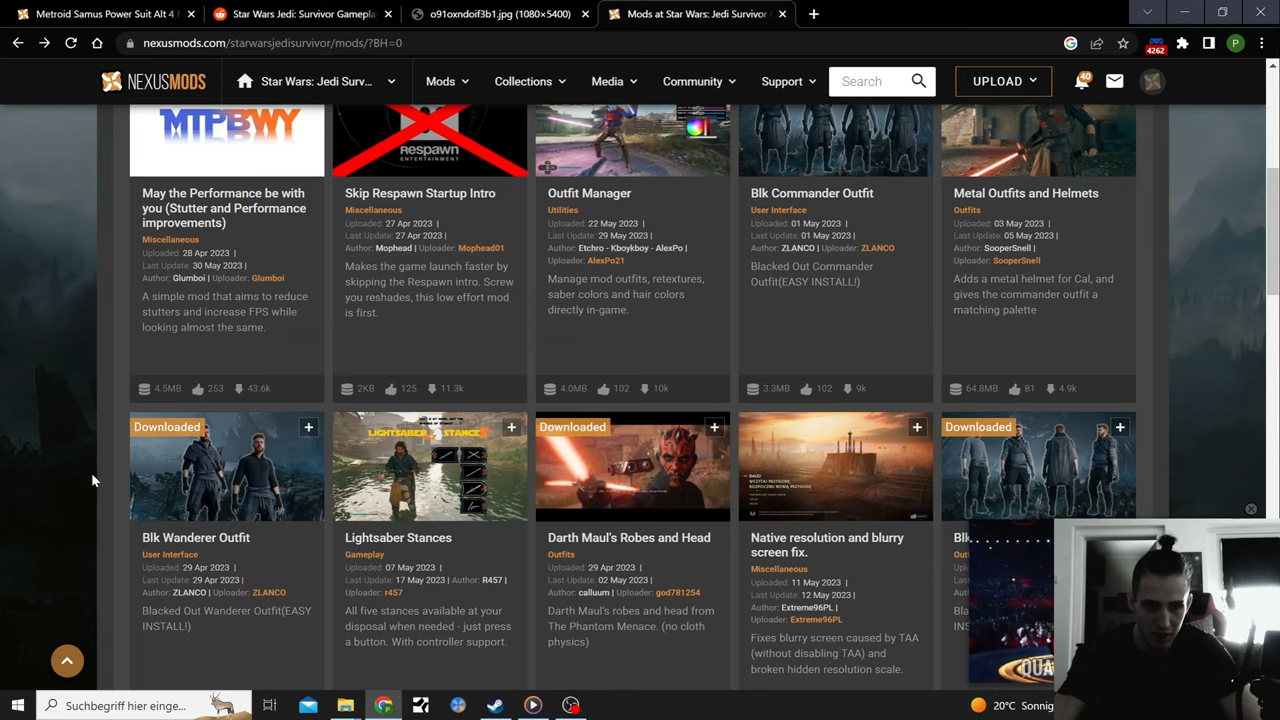 Metroid Samus Power Suit Alt 4
Star Wars Jedi: Survivor Gamepla
o91oxndoif3b1.jpg (1080×5400)
Mods at Star Wars: Jedi Survivor
nexusmods.com/starwarsjedisurvivor/mods/?BH=0
4262
P
NEXUSMODS
Star Wars: Jedi Surv...
Mods
Collections
Media
Community
Support
Search
UPLOAD
40
MTPBWY
RESPAWN
ENTERTAINMENT
May the Performance be with
you (Stutter and Performance
improvements)
Miscellaneous
Uploaded: 28 Apr 2023 |
Last Update: 30 May 2023 |
Author: Glumboi | Uploader: Glumboi
A simple mod that aims to reduce
stutters and increase FPS while
looking almost the same.
4.5MB 253 43.6k
Skip Respawn Startup Intro
Miscellaneous
Uploaded: 27 Apr 2023 |
Last Update: 27 Apr 2023 |
Author: Mophead | Uploader: Mophead01
Makes the game launch faster by
skipping the Respawn intro. Screw
you reshades, this low effort mod
is first.
2KB 125 11.3k
Outfit Manager
Utilities
Uploaded: 22 May 2023 |
Last Update: 29 May 2023 |
Author: Etchro - Kboykboy - AlexPo |
Uploader: AlexPo21
Manage mod outfits, retextures,
saber colors and hair colors
directly in-game.
4.0MB 102 10k
Blk Commander Outfit
User Interface
Uploaded: 01 May 2023 |
Last Update: 01 May 2023 |
Author: ZLANCO | Uploader: ZLANCO
Blacked Out Commander
Outfit(EASY INSTALL!)
3.3MB 102 9k
Metal Outfits and Helmets
Outfits
Uploaded: 03 May 2023 |
Last Update: 05 May 2023 |
Author: SooperSnell |
Uploader: SooperSnell
Adds a metal helmet for Cal, and
gives the commander outfit a
matching palette
64.8MB 81 4.9k
Downloaded
Blk Wanderer Outfit
User Interface
Uploaded: 29 Apr 2023 |
Last Update: 29 Apr 2023 |
Author: ZLANCO | Uploader: ZLANCO
Blacked Out Wanderer Outfit(EASY
INSTALL!)
LIGHTSABER STANCES
Lightsaber Stances
Gameplay
Uploaded: 07 May 2023 |
Last Update: 17 May 2023 | Author: R457 |
Uploader: r457
All five stances available at your
disposal when needed - just press
a button. With controller support.
Downloaded
Darth Maul's Robes and Head
Outfits
Uploaded: 29 Apr 2023 |
Last Update: 02 May 2023 |
Author: calluum | Uploader: god781254
Darth Maul's robes and head from
The Phantom Menace. (no cloth
physics)
Native resolution and blurry
screen fix.
Miscellaneous
Uploaded: 11 May 2023 |
Last Update: 12 May 2023 |
Author: Extreme96PL |
Uploader: Extreme96PL
Fixes blurry screen caused by TAA
(without disabling TAA) and
broken hidden resolution scale.
Downloaded
Suchbegriff hier einge...
20°C Sonnig